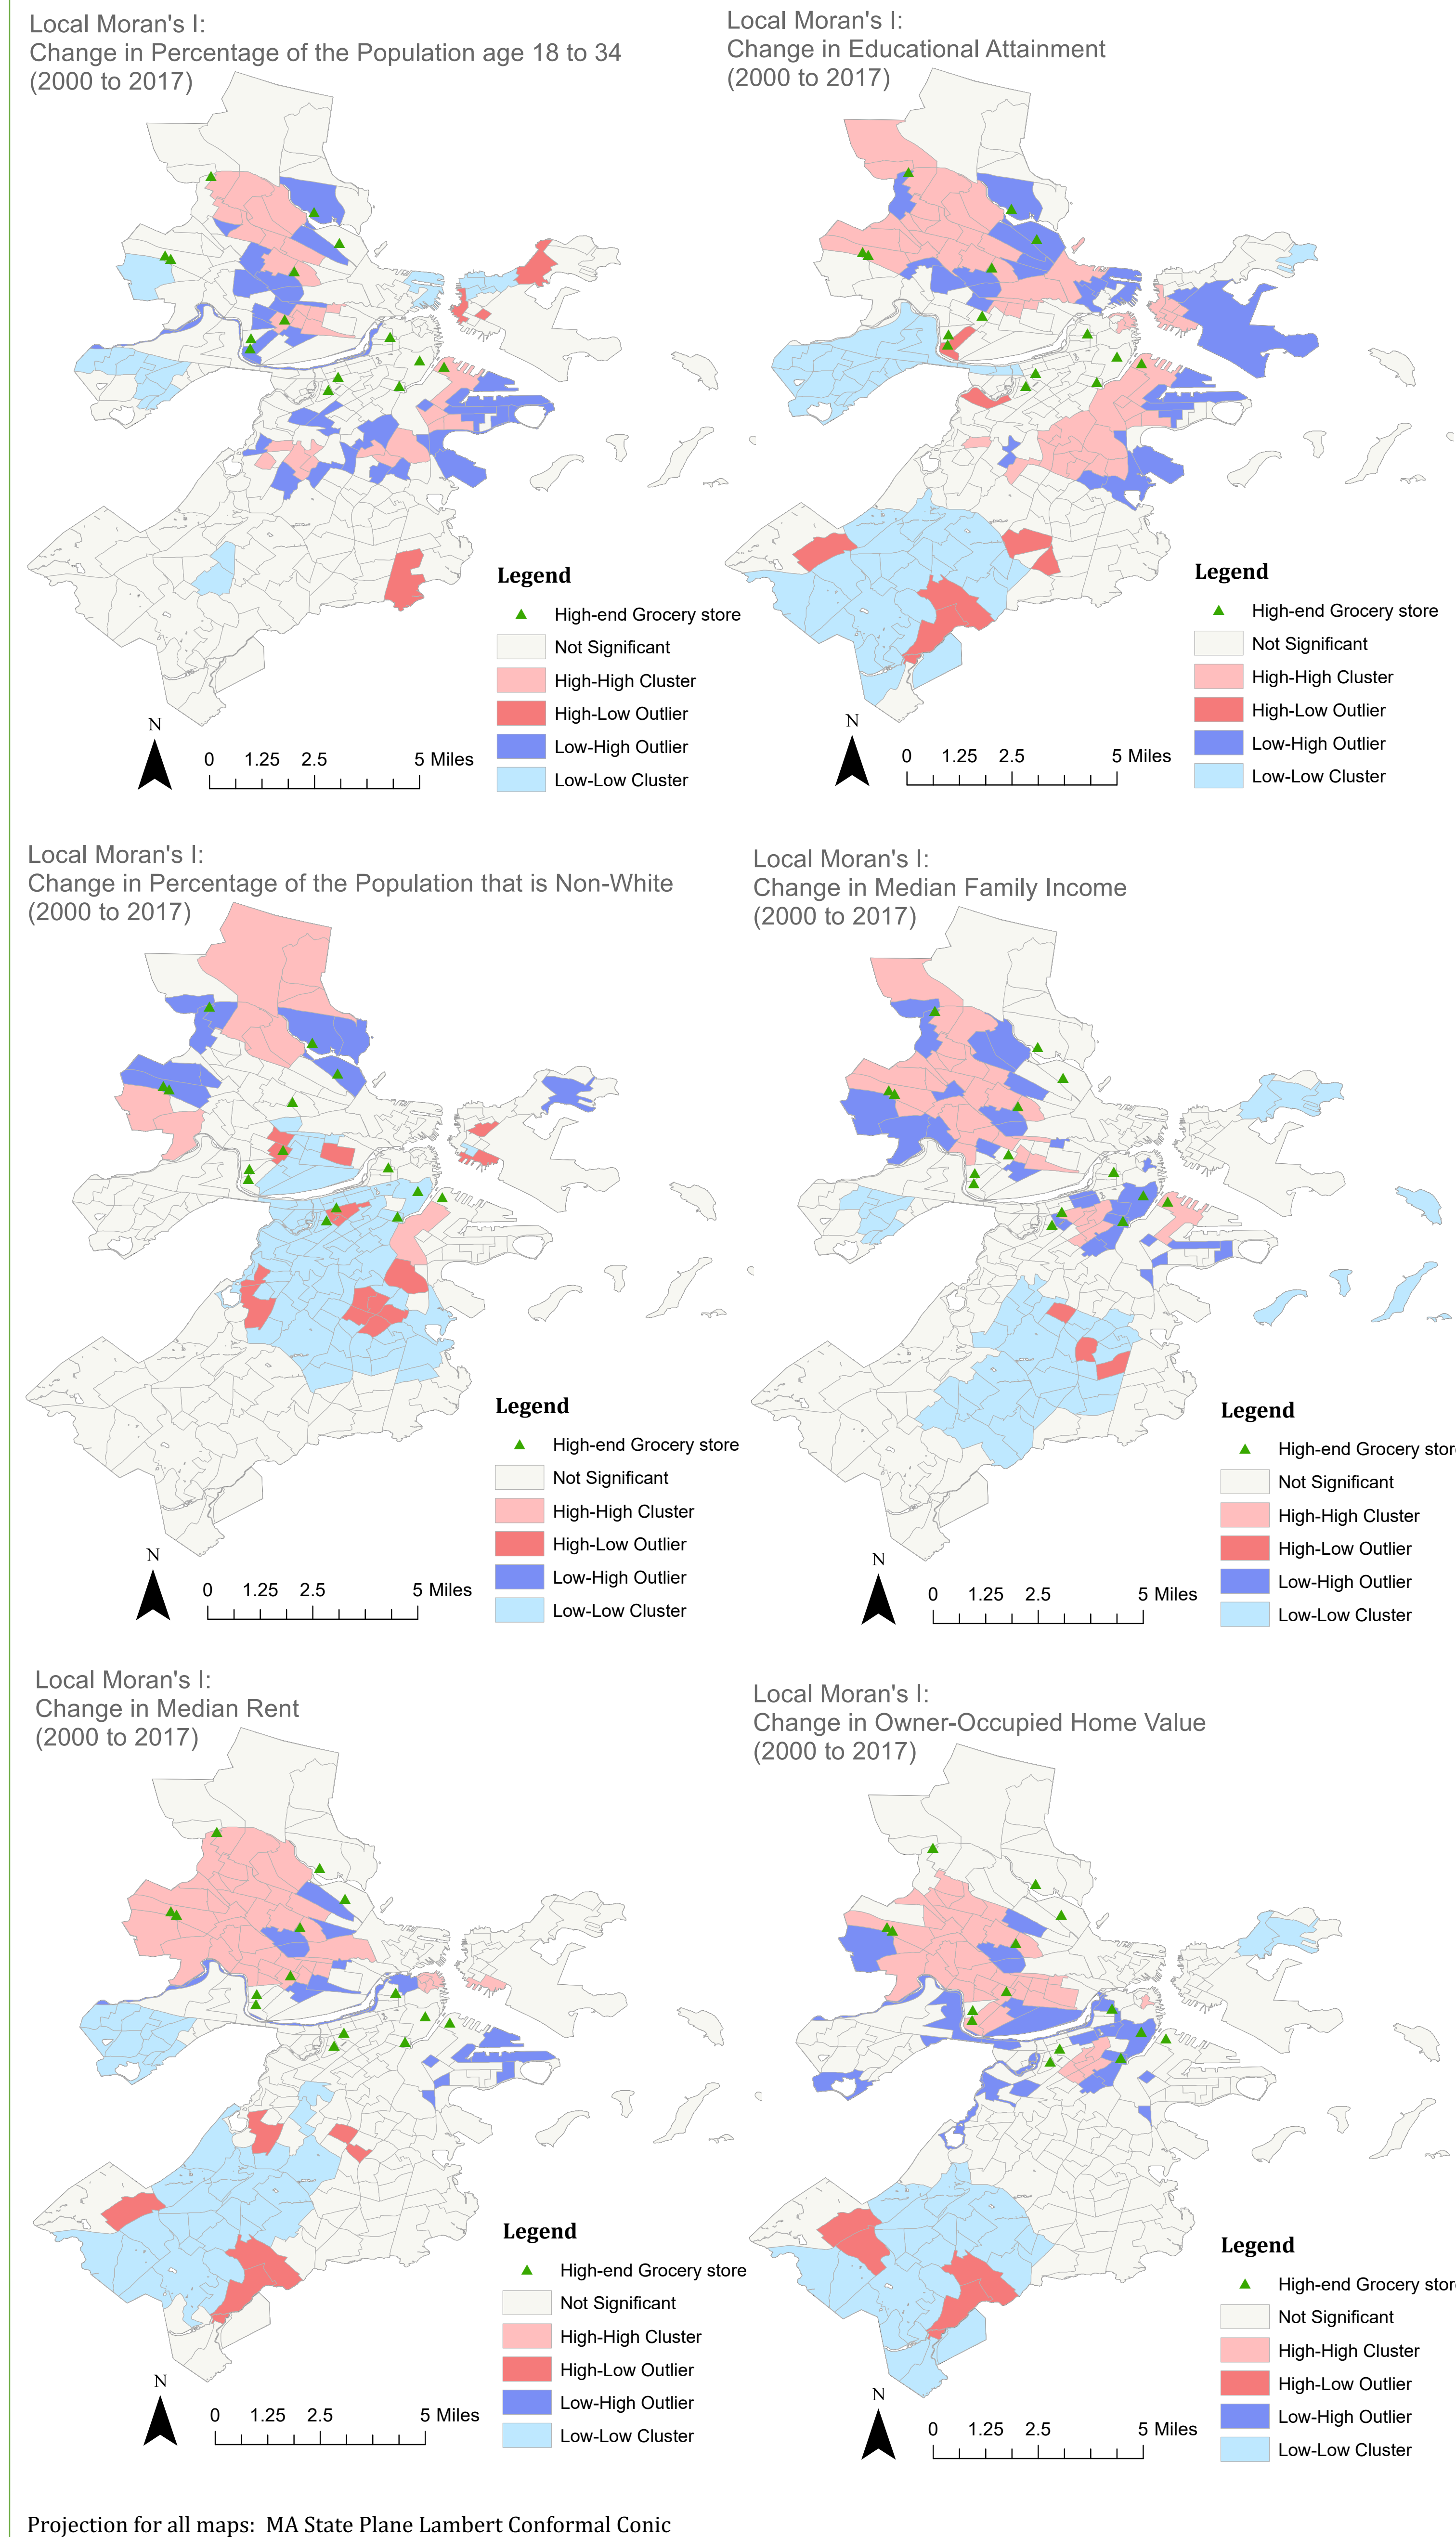 Local Moran's I:
Change in Percentage of the Population age 18 to 34
(2000 to 2017)
Legend
High-end Grocery store
Not Significant
High-High Cluster
High-Low Outlier
Low-High Outlier
Low-Low Cluster
N
0 1.25 2.5 5 Miles
Local Moran's I:
Change in Educational Attainment
(2000 to 2017)
Legend
High-end Grocery store
Not Significant
High-High Cluster
High-Low Outlier
Low-High Outlier
Low-Low Cluster
N
0 1.25 2.5 5 Miles
Local Moran's I:
Change in Percentage of the Population that is Non-White
(2000 to 2017)
Legend
High-end Grocery store
Not Significant
High-High Cluster
High-Low Outlier
Low-High Outlier
Low-Low Cluster
N
0 1.25 2.5 5 Miles
Local Moran's I:
Change in Median Family Income
(2000 to 2017)
Legend
High-end Grocery stor
Not Significant
High-High Cluster
High-Low Outlier
Low-High Outlier
Low-Low Cluster
N
0 1.25 2.5 5 Miles
Local Moran's I:
Change in Median Rent
(2000 to 2017)
Legend
High-end Grocery store
Not Significant
High-High Cluster
High-Low Outlier
Low-High Outlier
Low-Low Cluster
N
0 1.25 2.5 5 Miles
Local Moran's I:
Change in Owner-Occupied Home Value
(2000 to 2017)
Legend
High-end Grocery stor
Not Significant
High-High Cluster
High-Low Outlier
Low-High Outlier
Low-Low Cluster
N
0 1.25 2.5 5 Miles
Projection for all maps: MA State Plane Lambert Conformal Conic